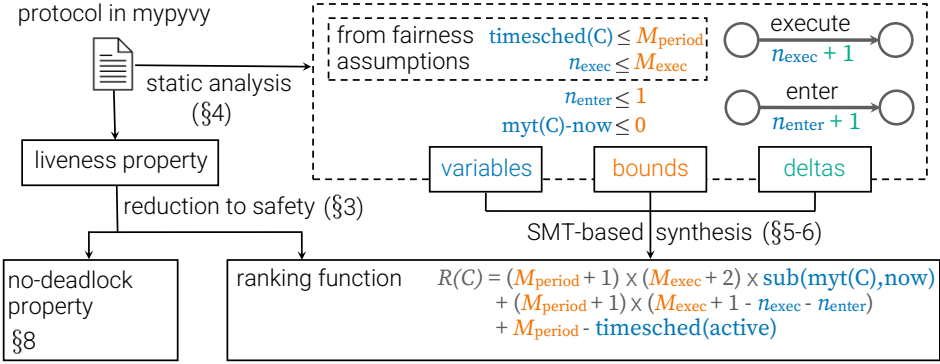 protocol in mypyvy
static analysis
(§4)
liveness property
reduction to safety (§3)
no-deadlock
property
§8
from fairness
assumptions
timesched(C) ≤ M_period
n_exec ≤ M_exec
n_enter ≤ 1
myt(C)-now ≤ 0
execute
n_exec + 1
enter
n_enter + 1
variables
bounds
deltas
SMT-based synthesis (§5-6)
ranking function
R(C) = (M_period + 1) x (M_exec + 2) x sub(myt(C),now)
+ (M_period + 1) x (M_exec + 1 - n_exec - n_enter)
+ M_period - timesched(active)